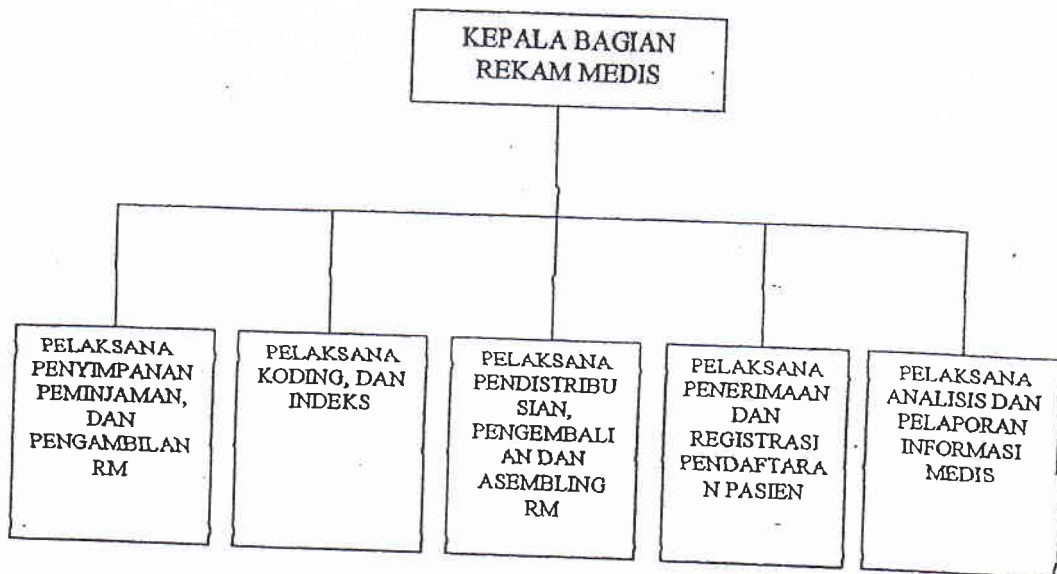 KEPALA BAGIAN
REKAM MEDIS
PELAKSANA
PENYIMPANAN
PEMINJAMAN,
DAN
PENGAMBILAN
RM
PELAKSANA
KODING, DAN
INDEKS
PELAKSANA
PENDISTRIBU
SIAN,
PENGEMBALI
AN DAN
ASEMBLING
RM
PELAKSANA
PENERIMAAN
DAN
REGISTRASI
PENDAFTARA
N PASIEN
PELAKSANA
ANALISIS DAN
PELAPORAN
INFORMASI
MEDIS